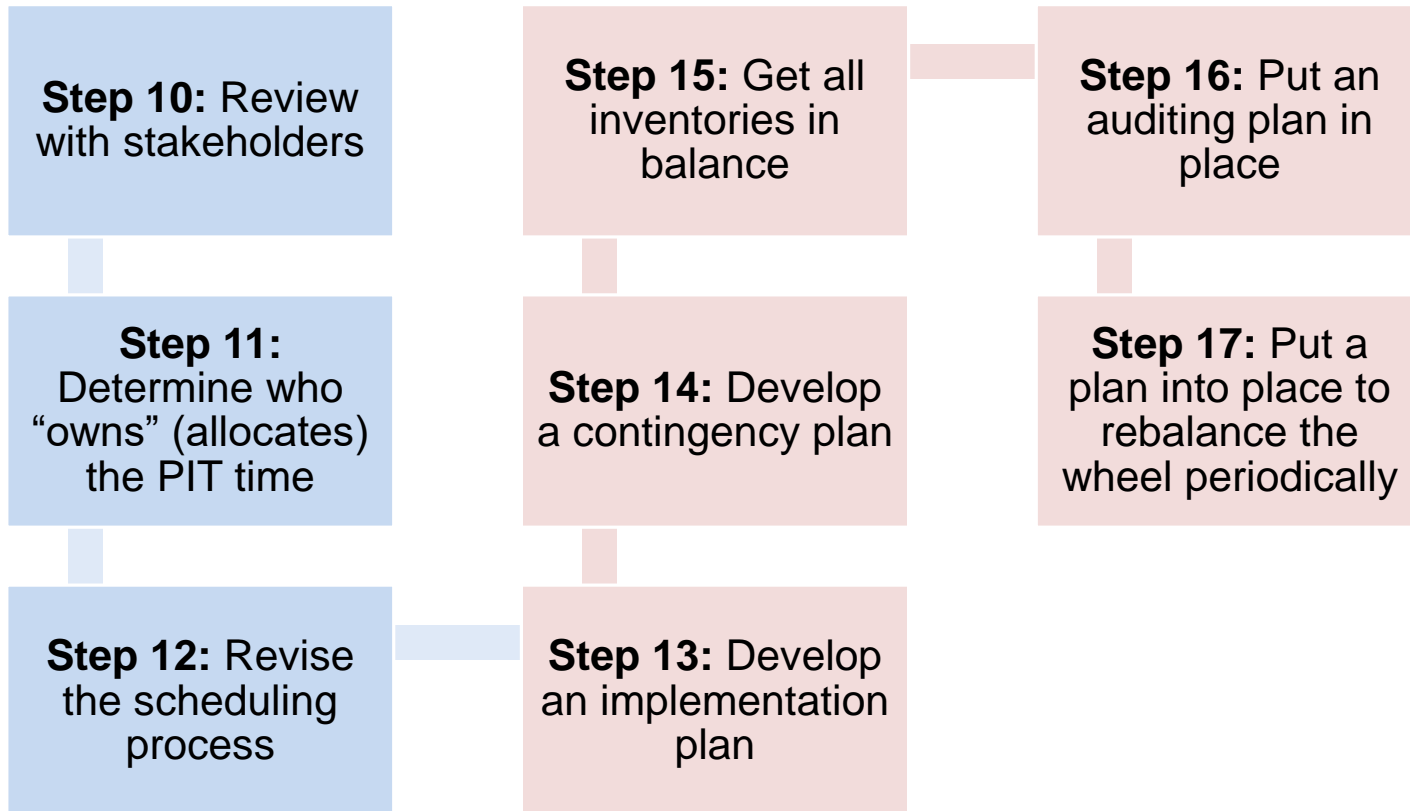 Step 10: Review
with stakeholders
Step 11:
Determine who
“owns” (allocates)
the PIT time
Step 12: Revise
the scheduling
process
Step 13: Develop
an implementation
plan
Step 14: Develop
a contingency plan
Step 15: Get all
inventories in
balance
Step 16: Put an
auditing plan in
place
Step 17: Put a
plan into place to
rebalance the
wheel periodically